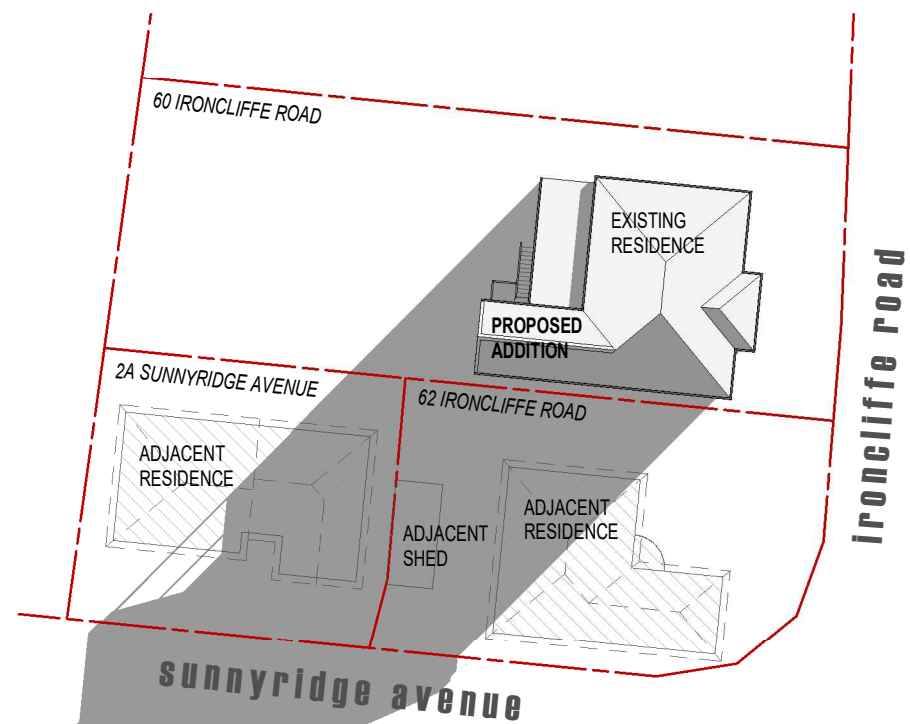 60 IRONCLIFFE ROAD
EXISTING
RESIDENCE
PROPOSED
ADDITION
ironcliffe road
2A SUNNYRIDGE AVENUE
62 IRONCLIFFE ROAD
ADJACENT
RESIDENCE
ADJACENT
SHED
ADJACENT
RESIDENCE
sunnyridge avenue